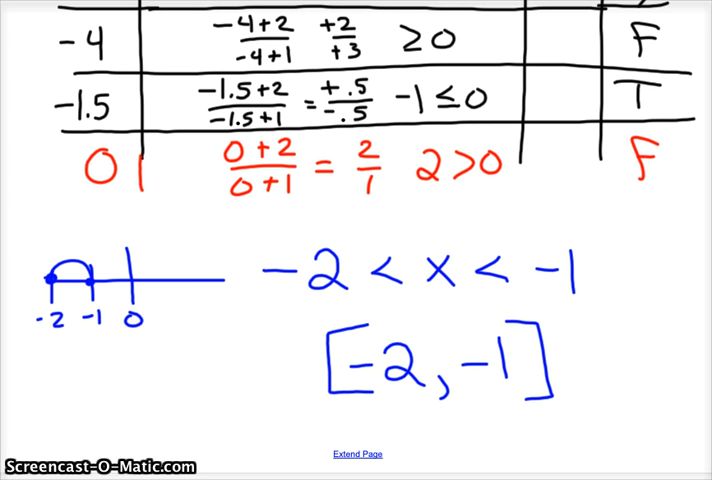 -4 -4+2/-4+1 +2/+3 ≥0 F
-1.5 -1.5+2/-1.5+1 = +.5/-.5 -1≤0 T
0 0+2/0+1 = 2/1 2>0 F
-2 < x < -1
-2 -1 0
[-2, -1]
Extend Page
Screencast-O-Matic.com